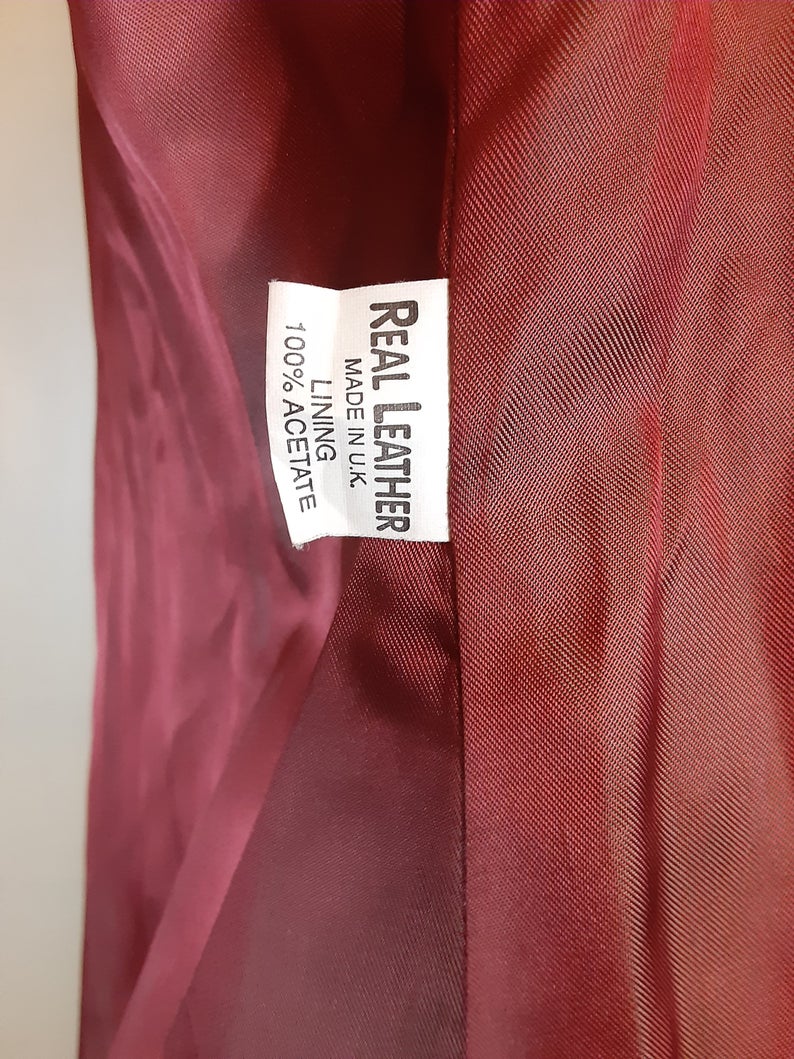 REAL LEATHER
MADE IN U.K.
LINING
100% ACETATE